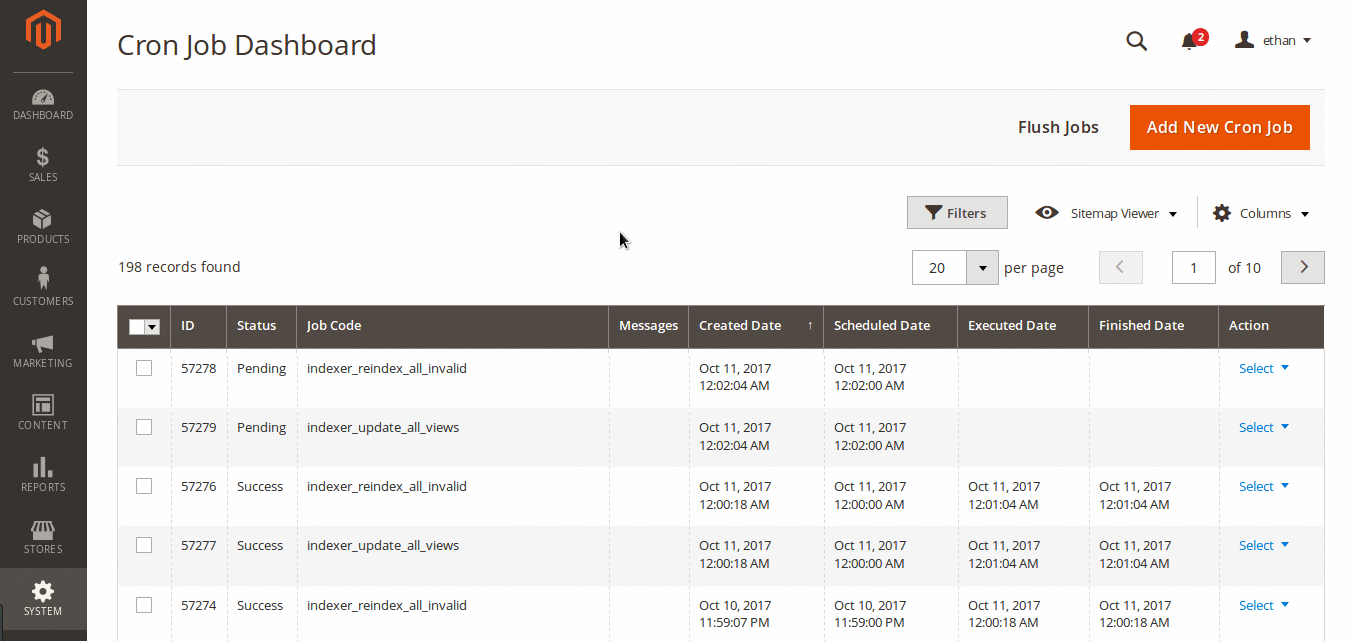 Cron Job Dashboard
2
ethan
DASHBOARD
SALES
PRODUCTS
CUSTOMERS
MARKETING
CONTENT
REPORTS
STORES
SYSTEM
Flush Jobs
Add New Cron Job
Filters
Sitemap Viewer
Columns
198 records found
20 per page
1 of 10
ID Status Job Code Messages Created Date ↑ Scheduled Date Executed Date Finished Date Action
57278 Pending indexer_reindex_all_invalid Oct 11, 2017 Oct 11, 2017 Select
12:02:04 AM 12:02:00 AM
57279 Pending indexer_update_all_views Oct 11, 2017 Oct 11, 2017 Select
12:02:04 AM 12:02:00 AM
57276 Success indexer_reindex_all_invalid Oct 11, 2017 Oct 11, 2017 Oct 11, 2017 Oct 11, 2017 Select
12:00:18 AM 12:00:00 AM 12:01:04 AM 12:01:04 AM
57277 Success indexer_update_all_views Oct 11, 2017 Oct 11, 2017 Oct 11, 2017 Oct 11, 2017 Select
12:00:18 AM 12:00:00 AM 12:01:04 AM 12:01:04 AM
57274 Success indexer_reindex_all_invalid Oct 10, 2017 Oct 10, 2017 Oct 11, 2017 Oct 11, 2017 Select
11:59:07 PM 11:59:00 PM 12:00:18 AM 12:00:18 AM